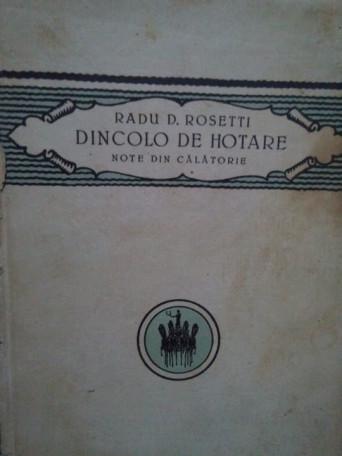 RADU D. ROSETTI
DINCOLO DE HOTARE
NOTE DIN CĂLĂTORIE